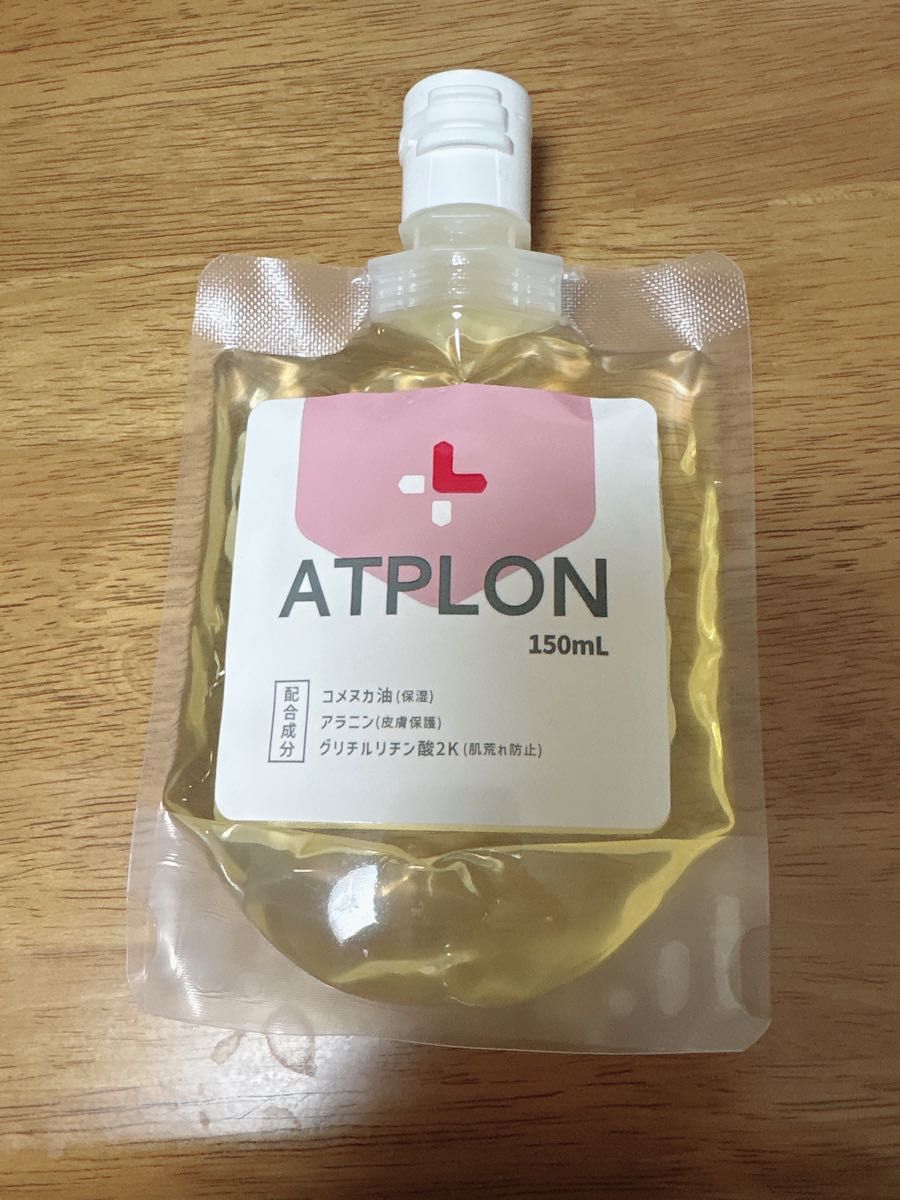 ATPLON
150mL
配合成分
コメヌカ油(保湿)
アラニン(皮膚保護)
グリチルリチン酸2K(肌荒れ防止)